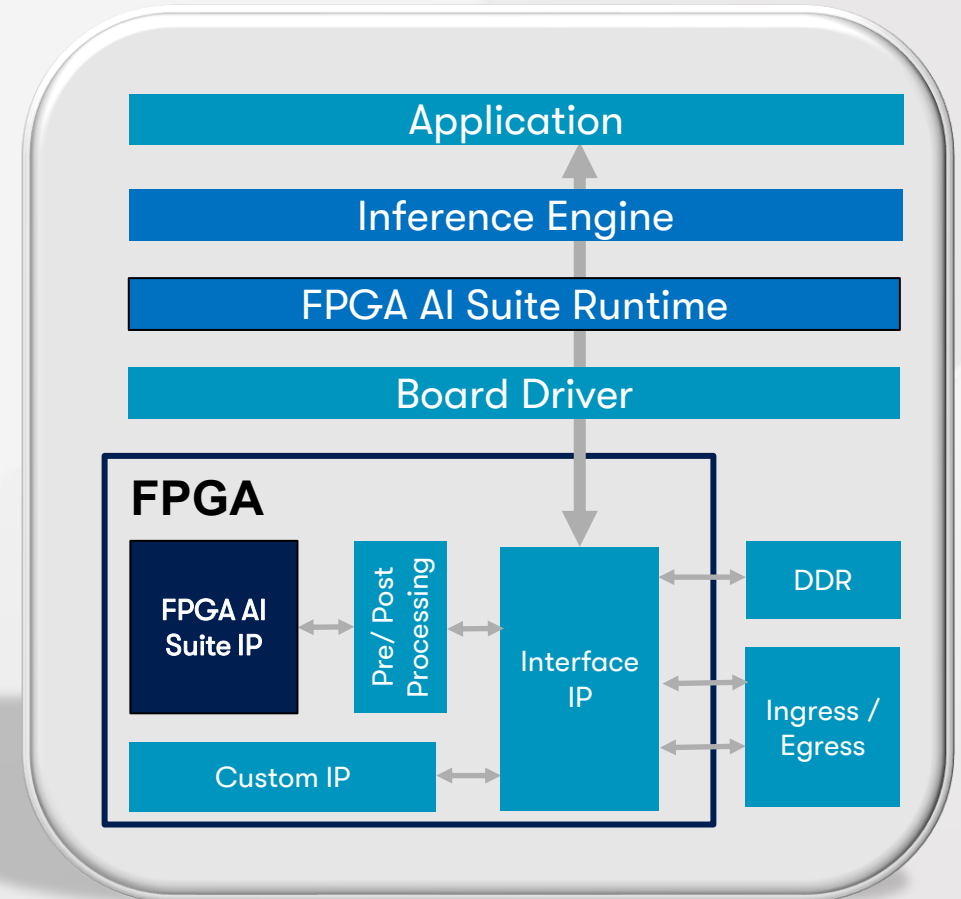 Application
Inference Engine
FPGA AI Suite Runtime
Board Driver
FPGA
FPGA AI
Suite IP
Pre/ Post
Processing
Interface
IP
DDR
Ingress /
Egress
Custom IP